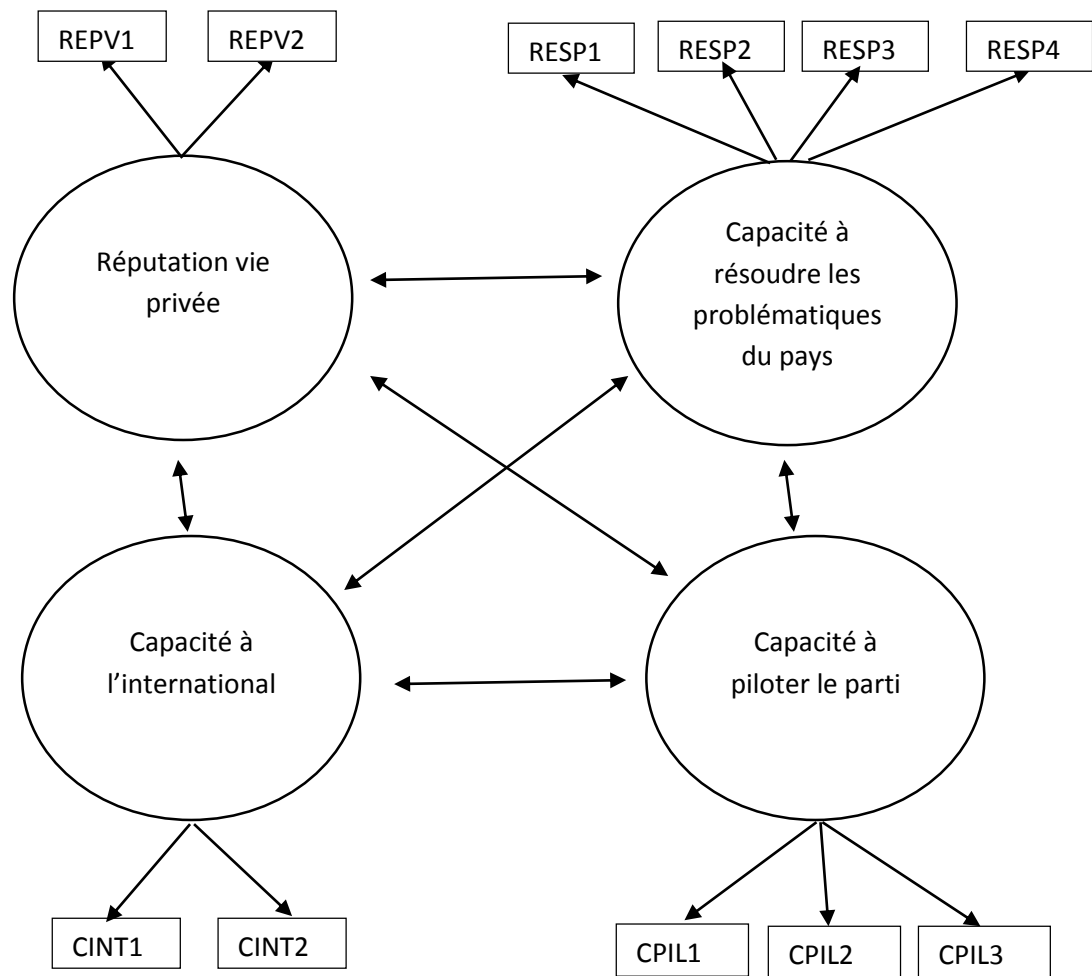 REPV1
REPV2
RESP1
RESP2
RESP3
RESP4
Réputation vie
privée
Capacité à
résoudre les
problématiques
du pays
Capacité à
l’international
Capacité à
piloter le parti
CINT1
CINT2
CPIL1
CPIL2
CPIL3